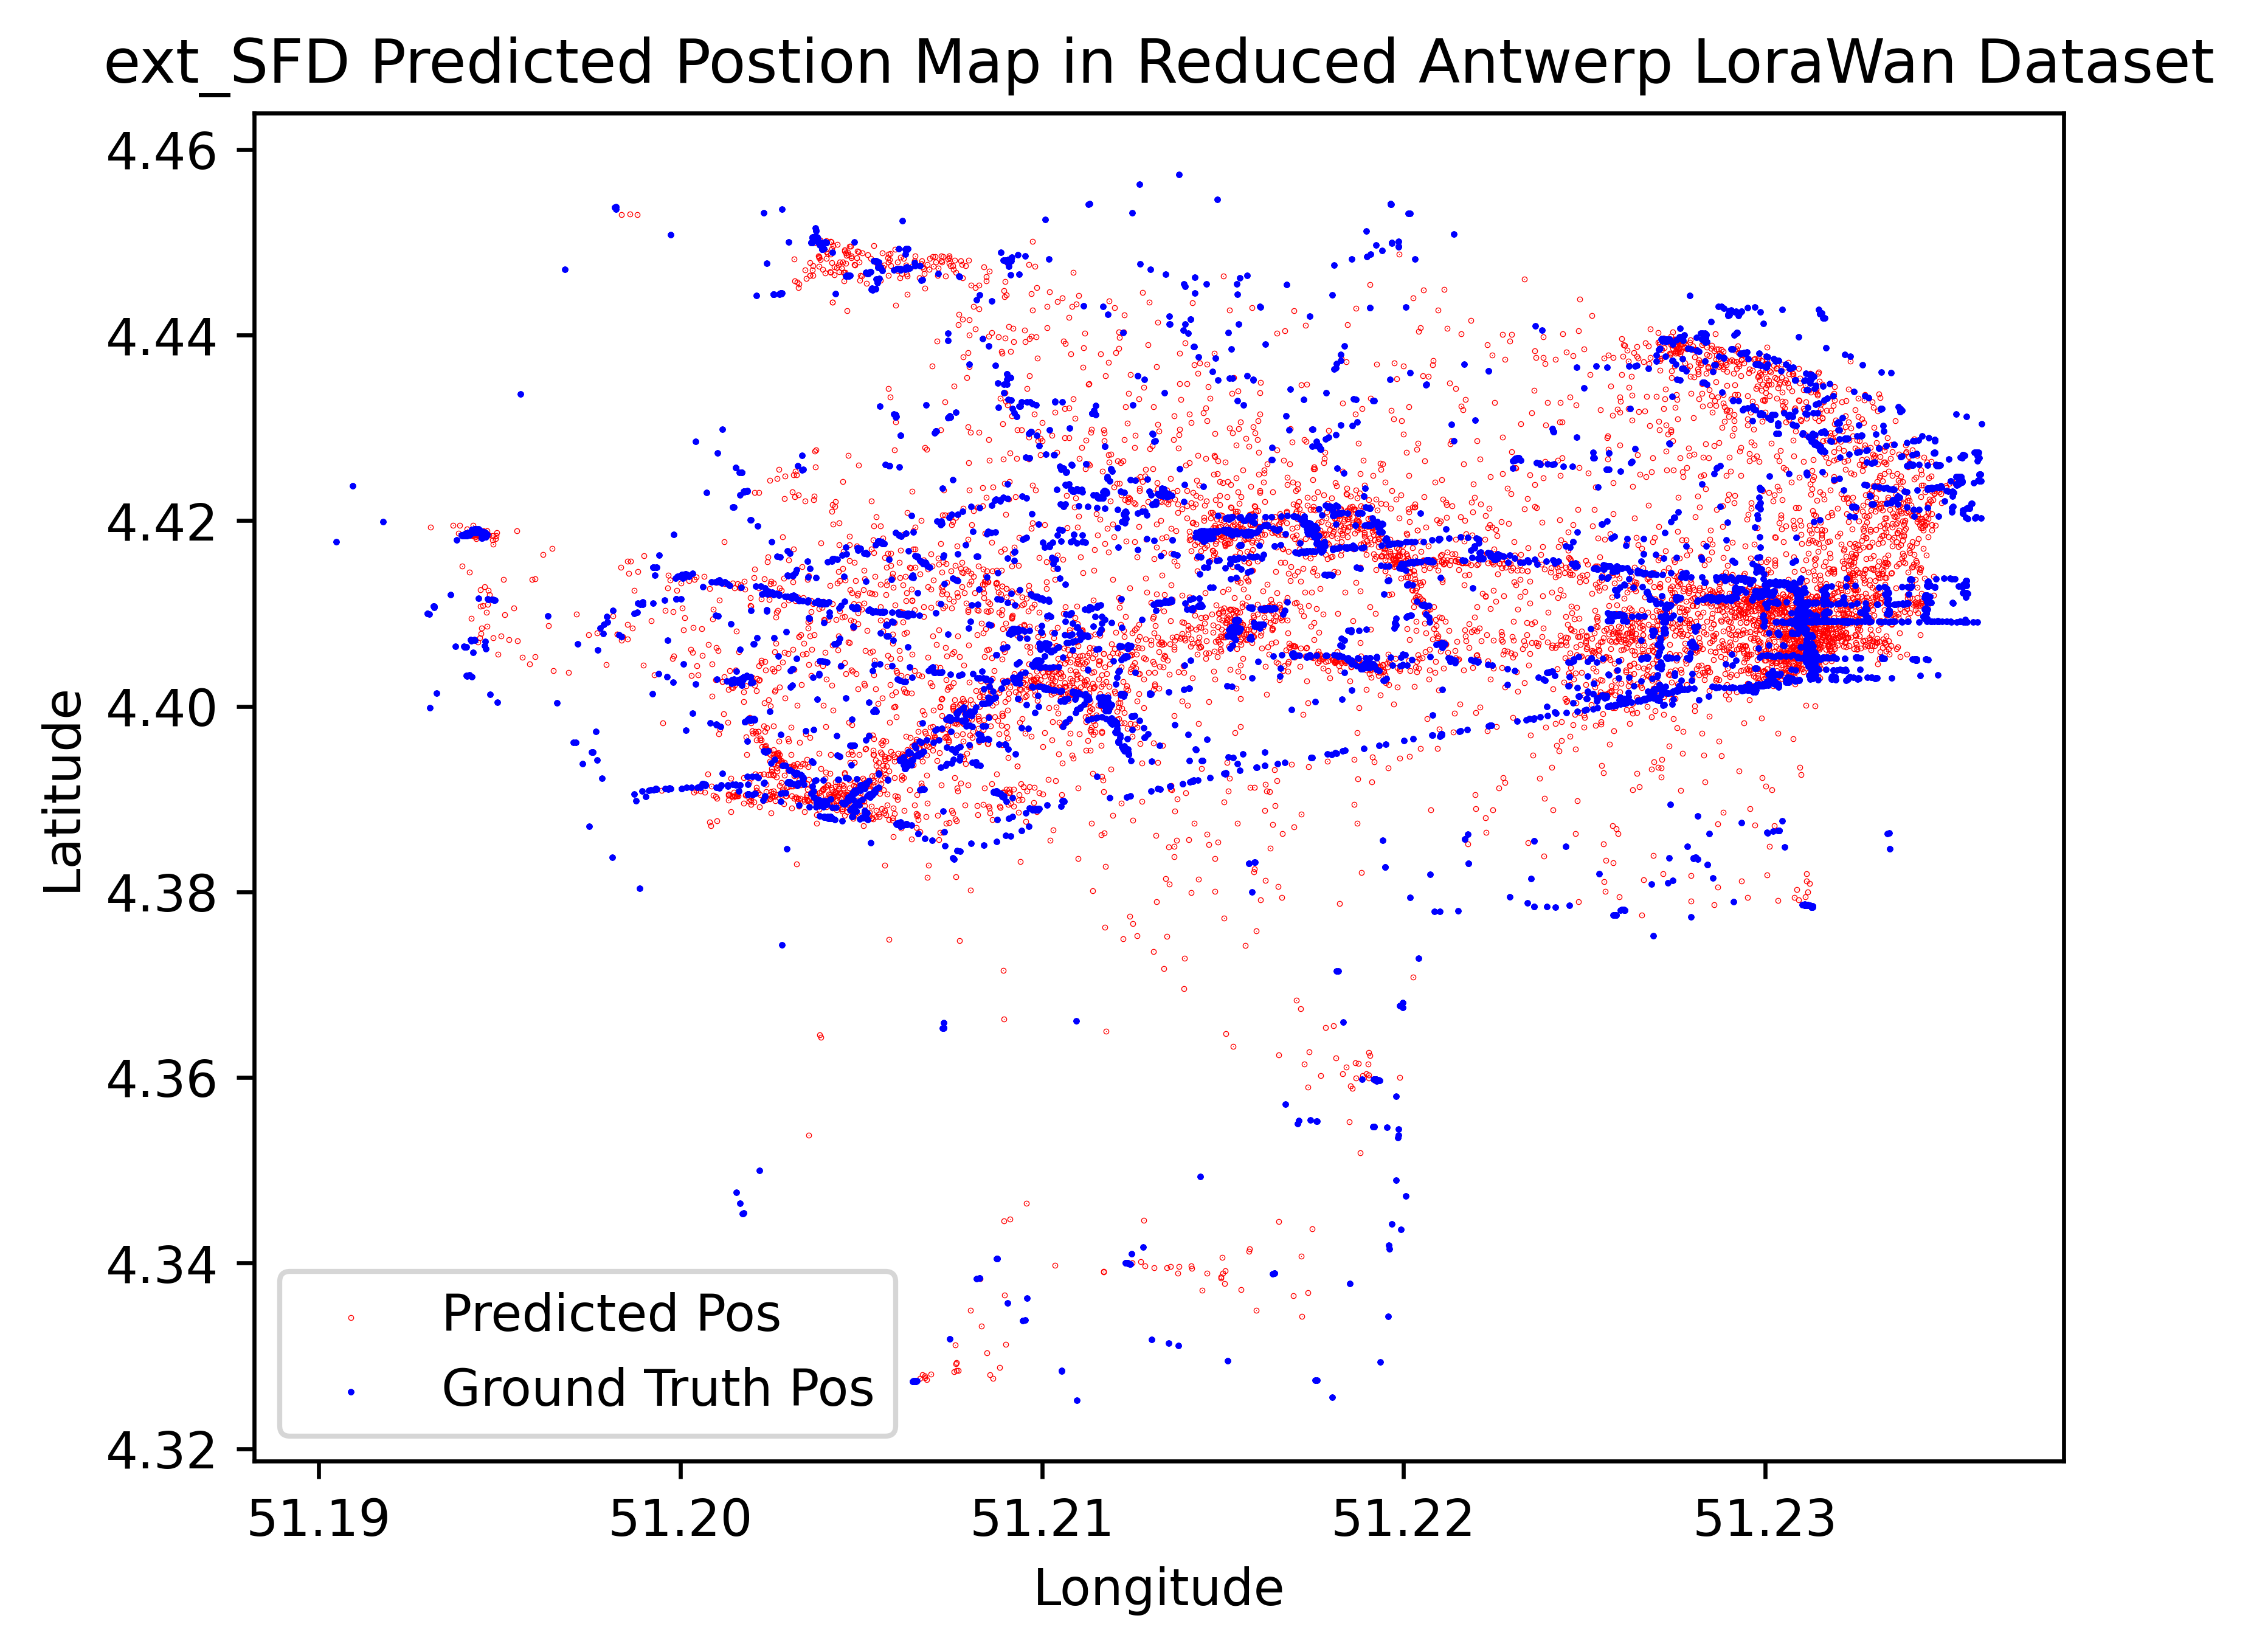 ext_SFD Predicted Postion Map in Reduced Antwerp LoraWan Dataset
4.46
4.44
4.42
4.40
4.38
4.36
4.34
4.32
Latitude
Predicted Pos
Ground Truth Pos
51.19 51.20 51.21 51.22 51.23
Longitude